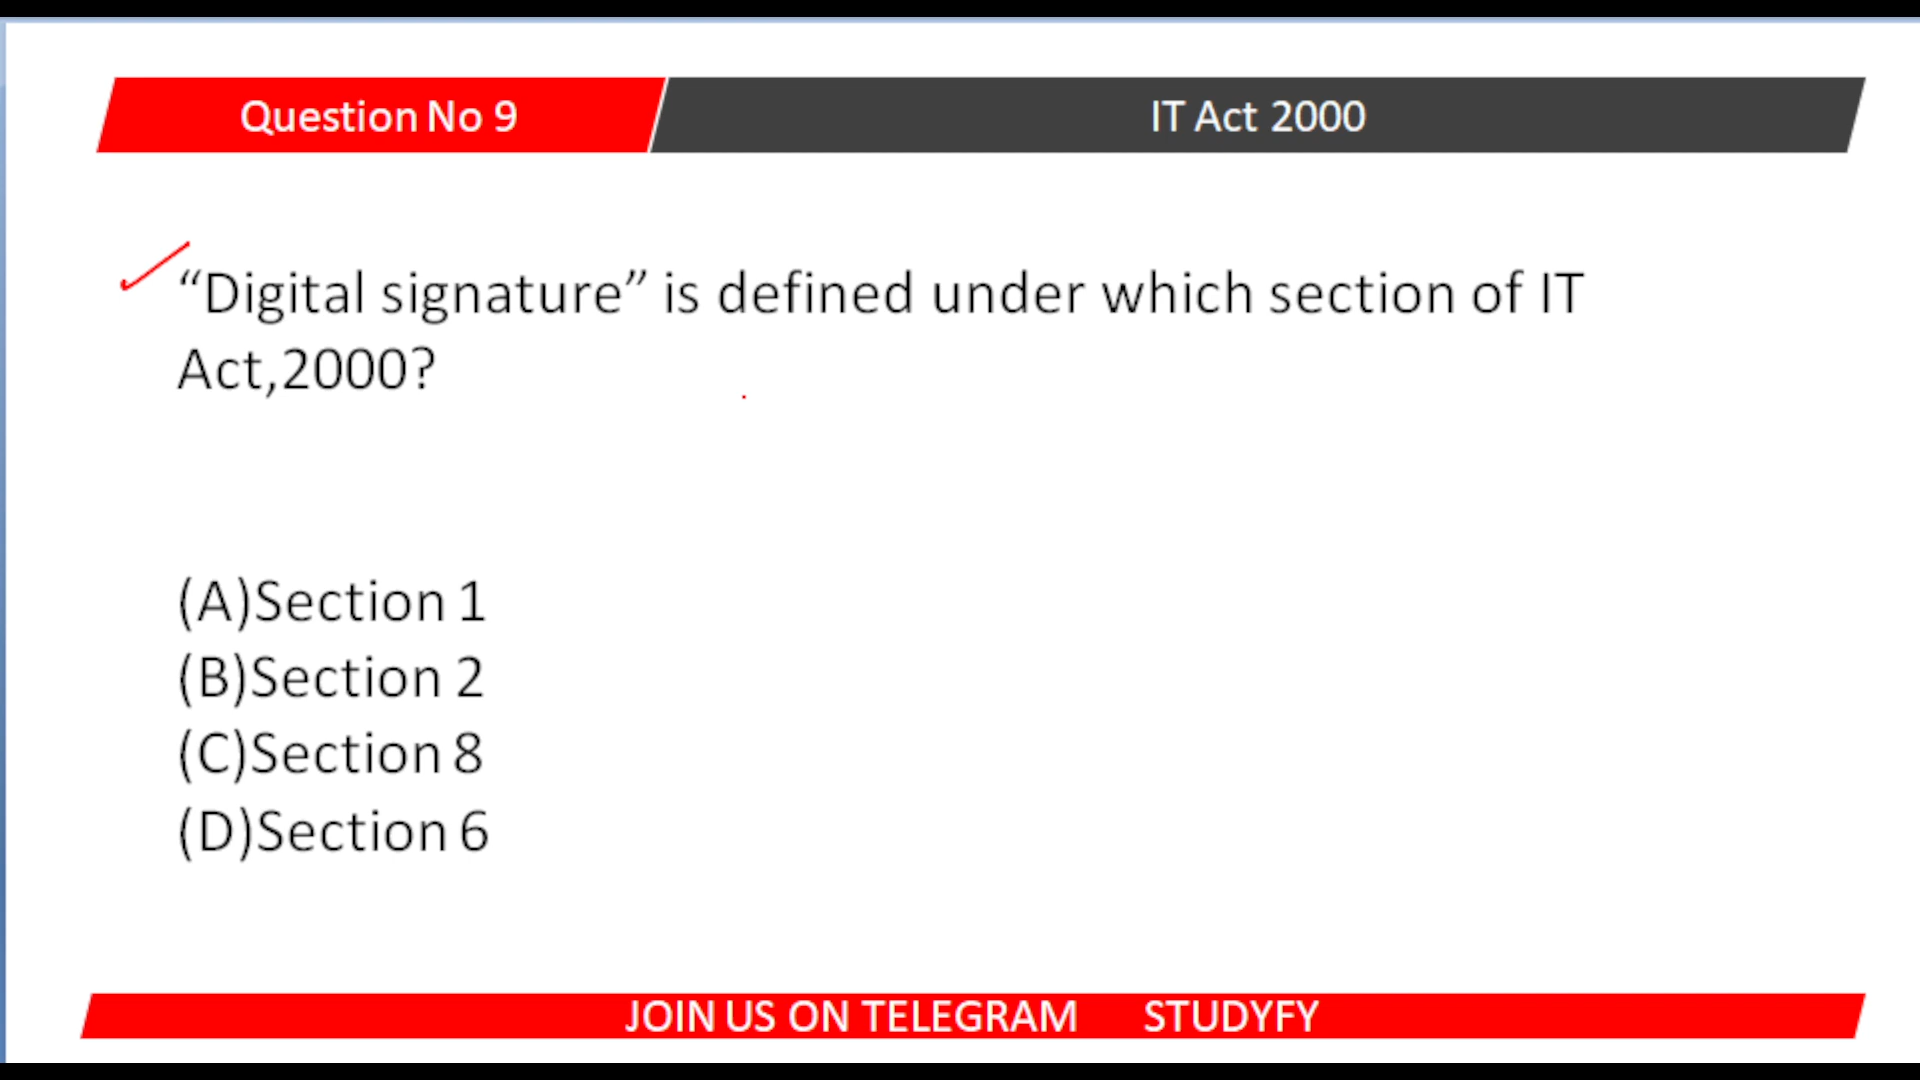 Question No 9
IT Act 2000
“Digital signature” is defined under which section of IT
Act,2000?
(A)Section 1
(B)Section 2
(C)Section 8
(D)Section 6
JOIN US ON TELEGRAM STUDYFY